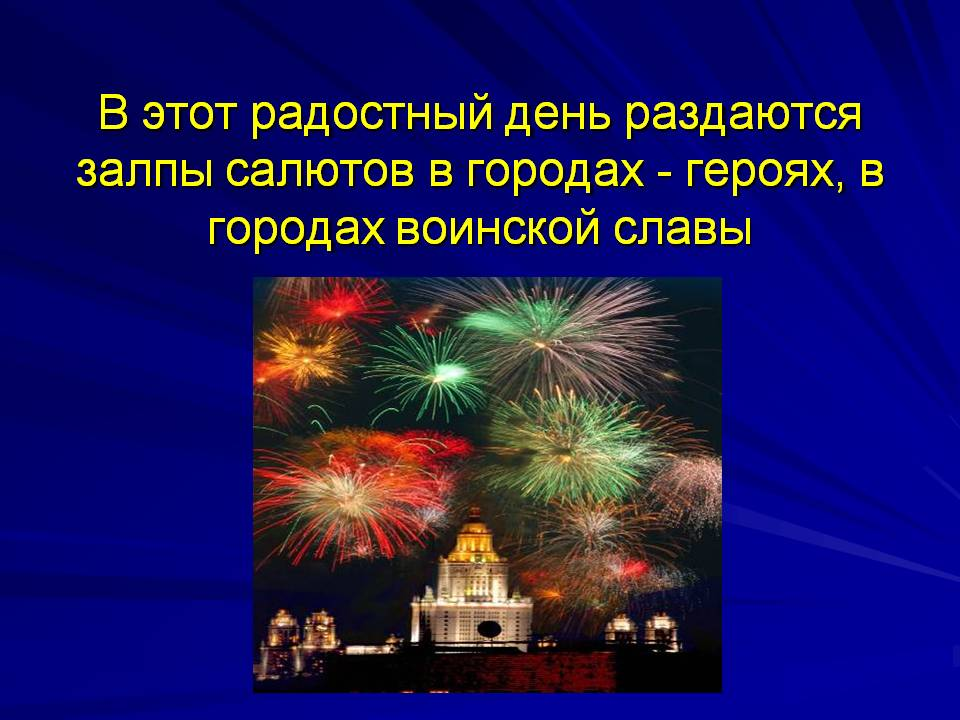 В этот радостный день раздаются
залпы салютов в городах - героях, в
городах воинской славы